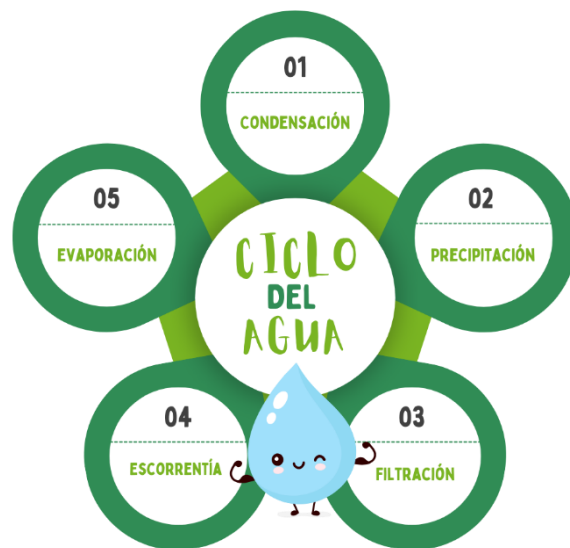 01
CONDENSACIÓN
02
PRECIPITACIÓN
03
FILTRACIÓN
04
ESCORRENTÍA
05
EVAPORACIÓN
CICLO
DEL
AGUA